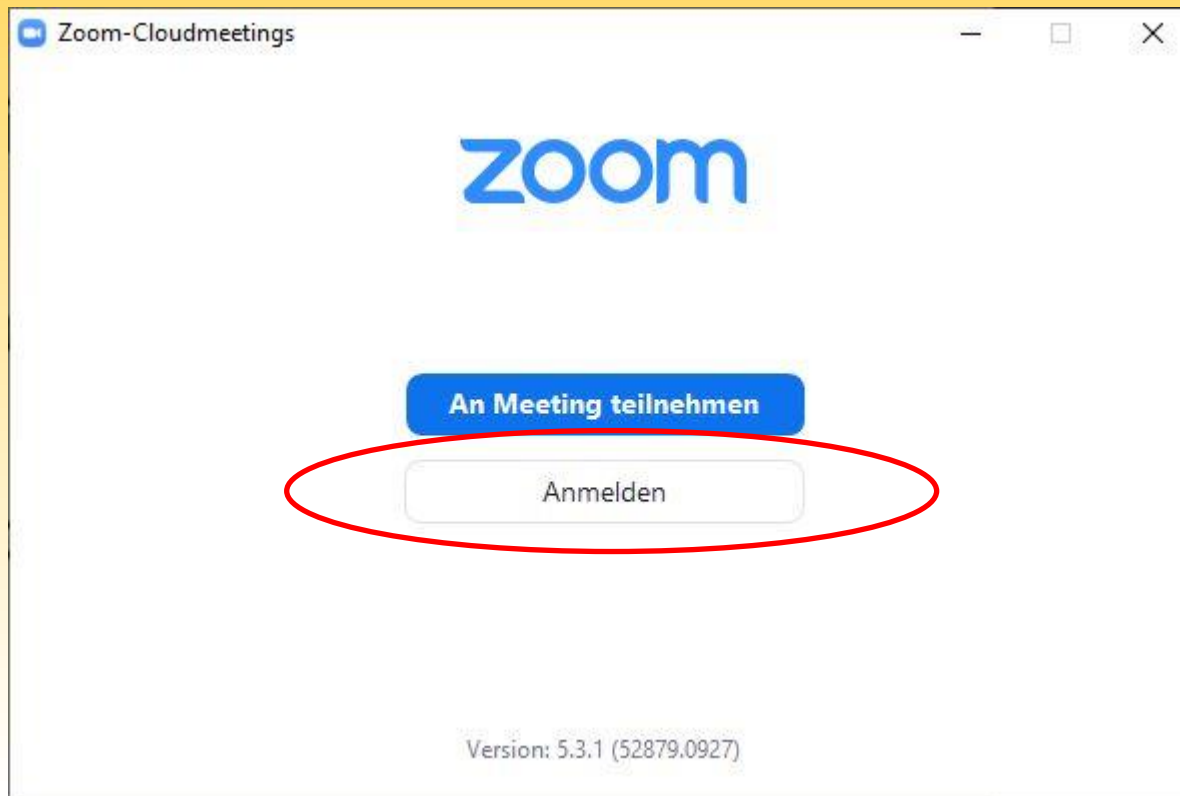 Zoom-Cloudmeetings
zoom
An Meeting teilnehmen
Anmelden
Version: 5.3.1 (52879.0927)